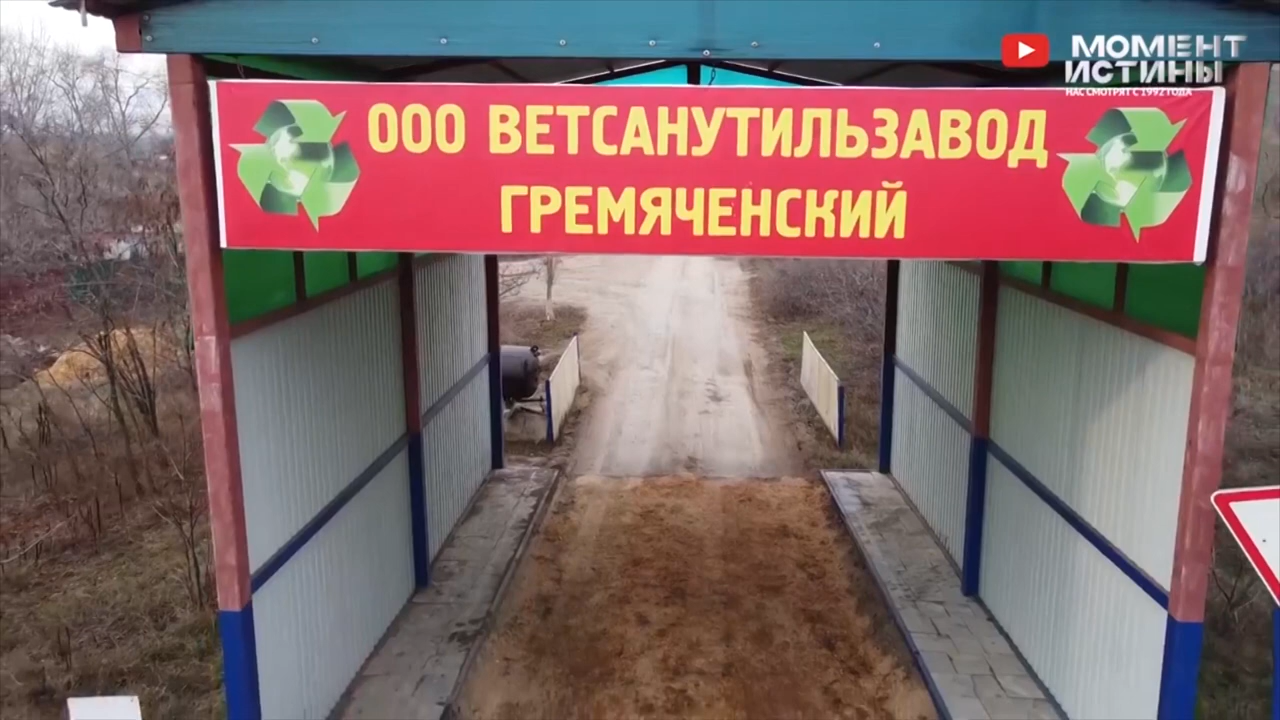 МОМЕНТ
ИСТИНЫ
НАС СМОТРЯТ С 1992 ГОДА
ООО ВЕТСАНУТИЛЬЗАВОД
ГРЕМЯЧЕНСКИЙ